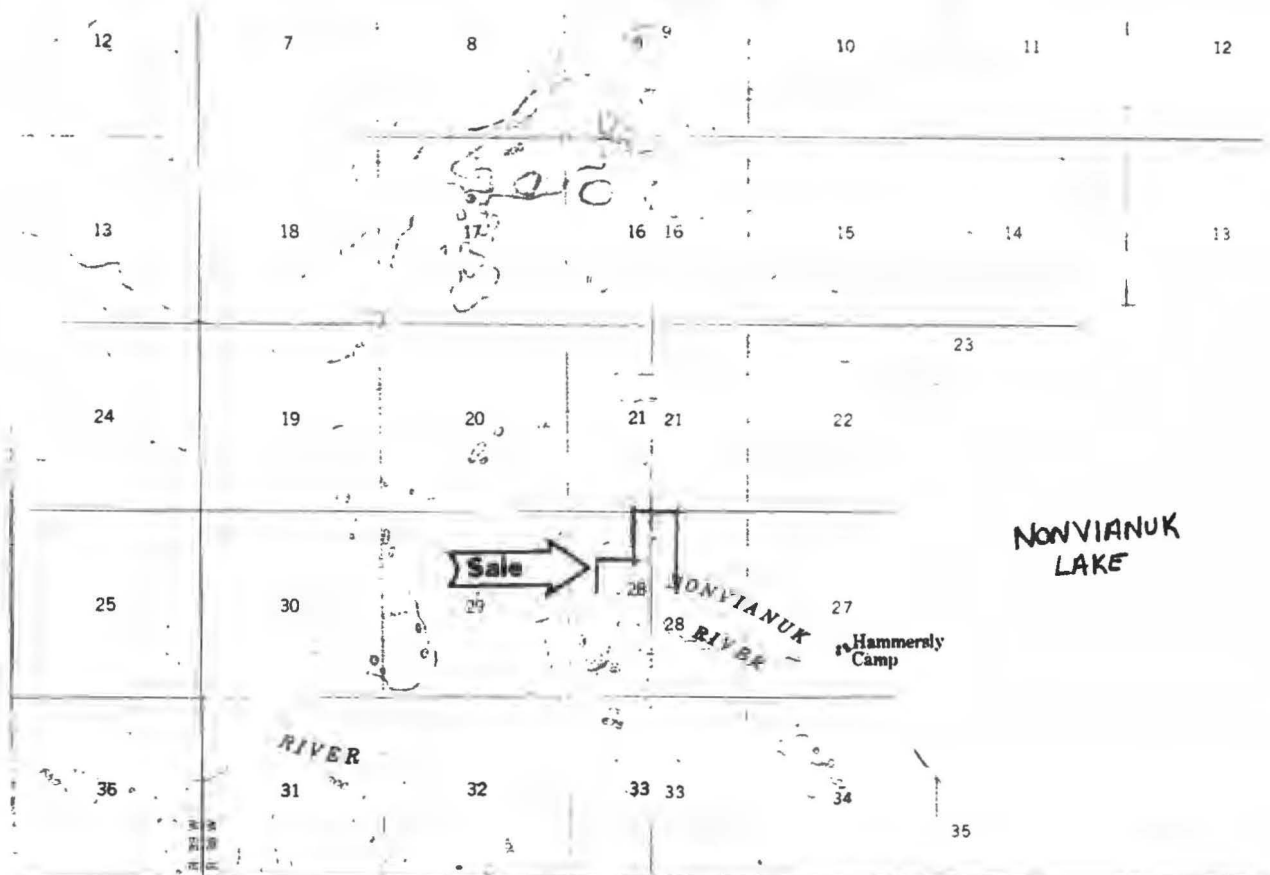 12 7 8 9 10 11 12
13 18 17 16 16 15 14 13
23
24 19 20 21 21 22
NONVIANUK
LAKE
Sale
25 30 29 28 NONVIANUK 27
28 RIVER
Hammersly
Camp
RIVER
36 31 32 33 33 34
35